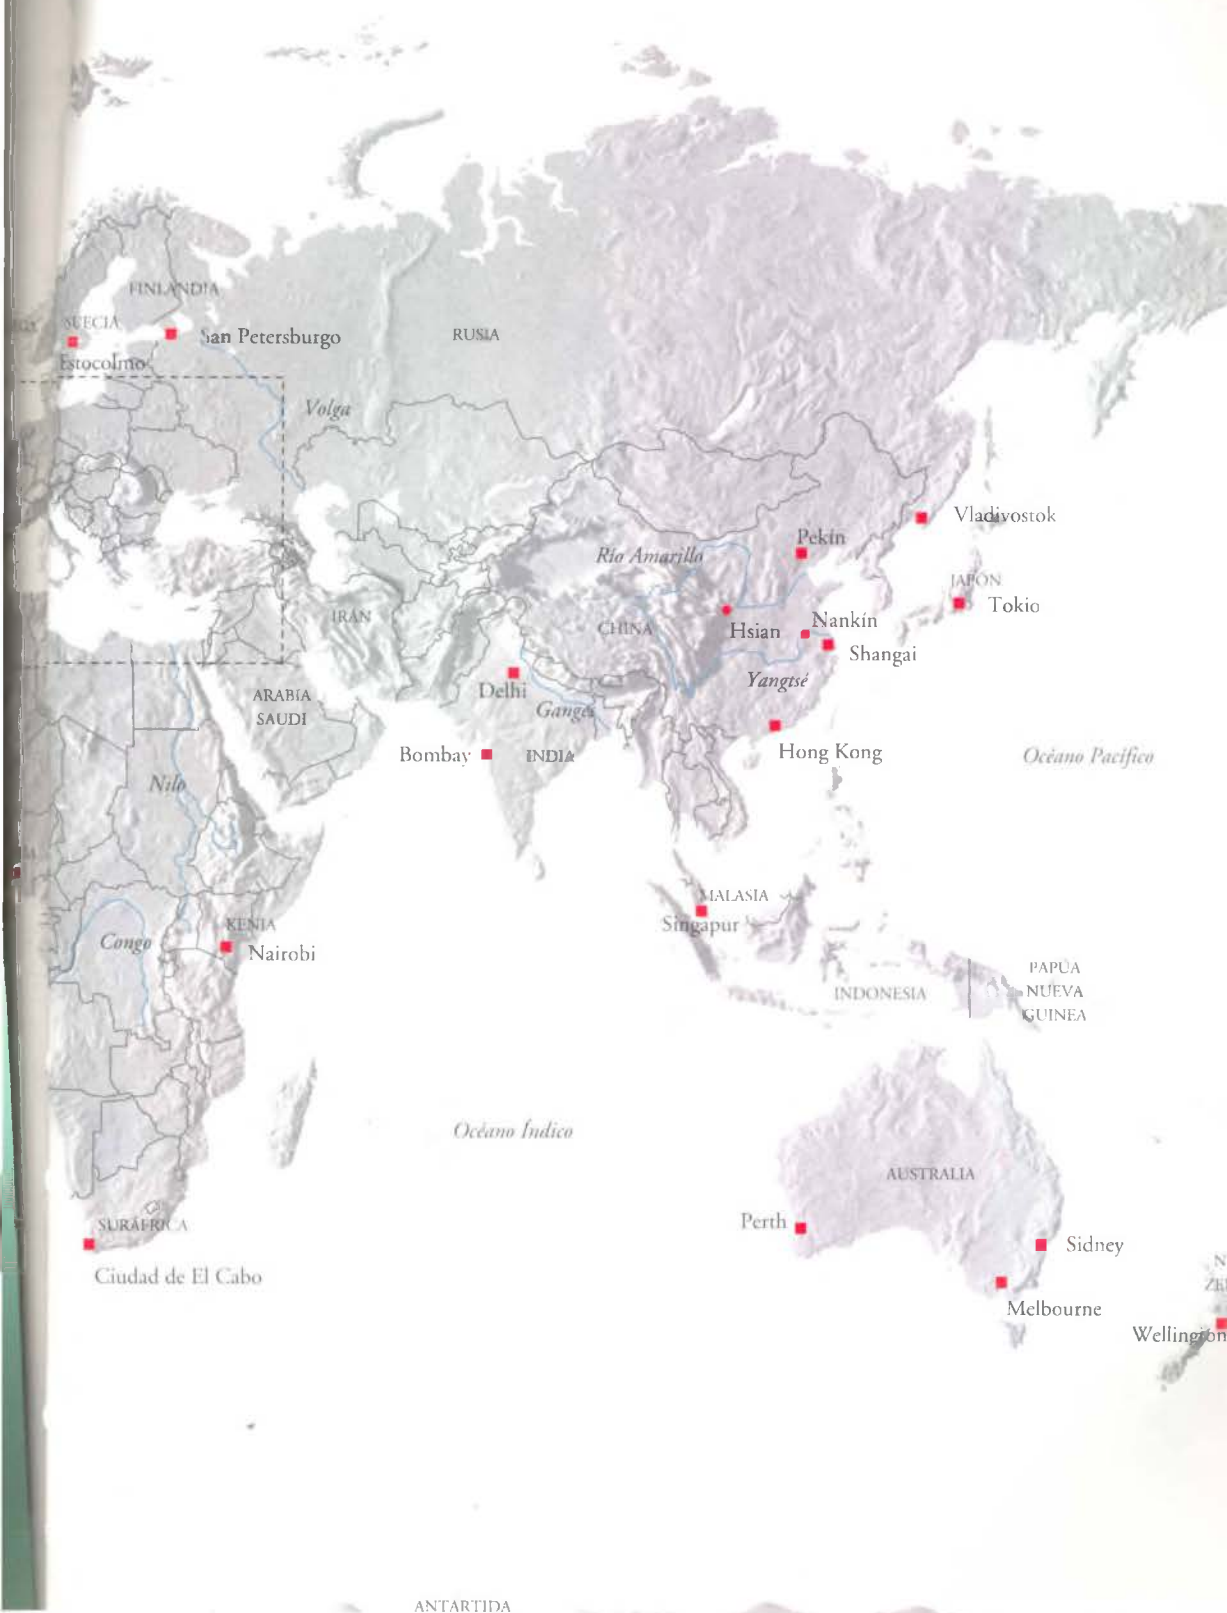 FINLANDIA
SUECIA
San Petersburgo
RUSIA
Estocolmo
Volga
Vladivostok
Pekín
Río Amarillo
JAPÓN
Tokio
IRÁN
CHINA
Hsian
Nankín
Shangai
Yangtsé
Delhi
Ganges
ARABIA
SAUDI
Bombay
INDIA
Hong Kong
Océano Pacífico
Nilo
MALASIA
Singapur
KENIA
Congo
Nairobi
PAPÚA
NUEVA
GUINEA
INDONESIA
Océano Índico
AUSTRALIA
Perth
SURÁFRICA
Sidney
Ciudad de El Cabo
N
Melbourne
Wellington
ANTARTIDA